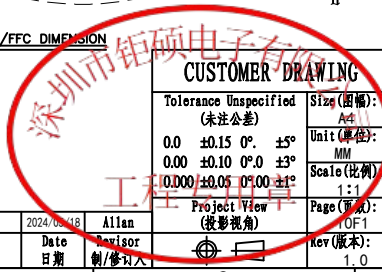 /FFC DIMENSION
深圳市钜硕电子有限公司
CUSTOMER DRAWING
Tolerance Unspecified
(未注公差)
0.0 ±0.15 0°. ±5°
0.00 ±0.10 0°.0 ±3°
0.000 ±0.05 0°.00 ±1°
工程专用章
Project View
(投影视角)
Size(图幅):
A4
Unit(单位):
MM
Scale(比例)
1:1
Page(页数):
1OF1
Rev(版本):
1.0
2024/03/18 Allan
Date Revisor
日期 制/修订人